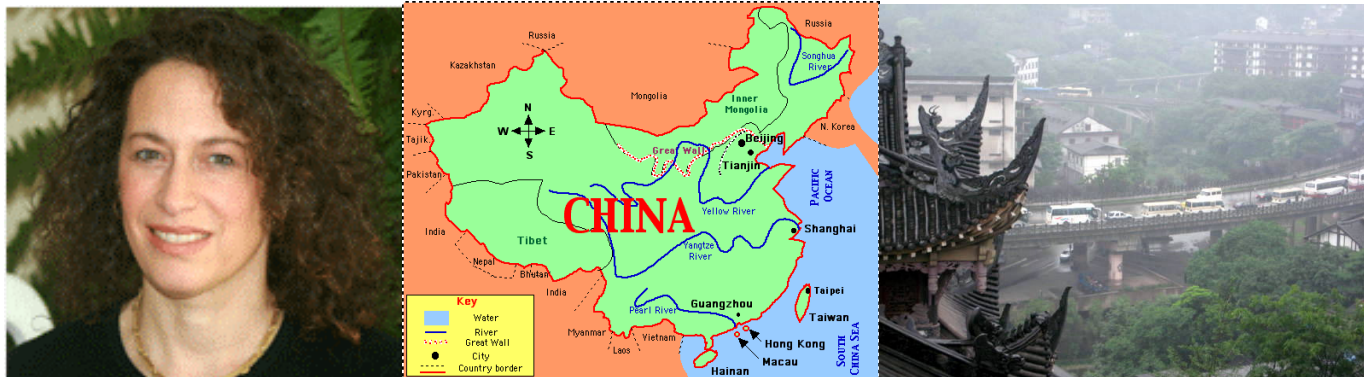 Russia
Russia
Kazakhstan
Songhua
River
Mongolia
Inner
Mongolia
Kyrg.
N
W E
S
N. Korea
Tajik.
Great Wall
Beijing
Tianjin
Pakistan
PACIFIC
OCEAN
CHINA
Yellow River
India
Tibet
Shanghai
Yangtze
River
Nepal
Bhutan
India
Taipei
Key
Guangzhou
Water
Pearl River
Taiwan
River
Great Wall
Myanmar
Vietnam
Hong Kong
City
Laos
Macau
Country border
Hainan
SOUTH
CHINA SEA